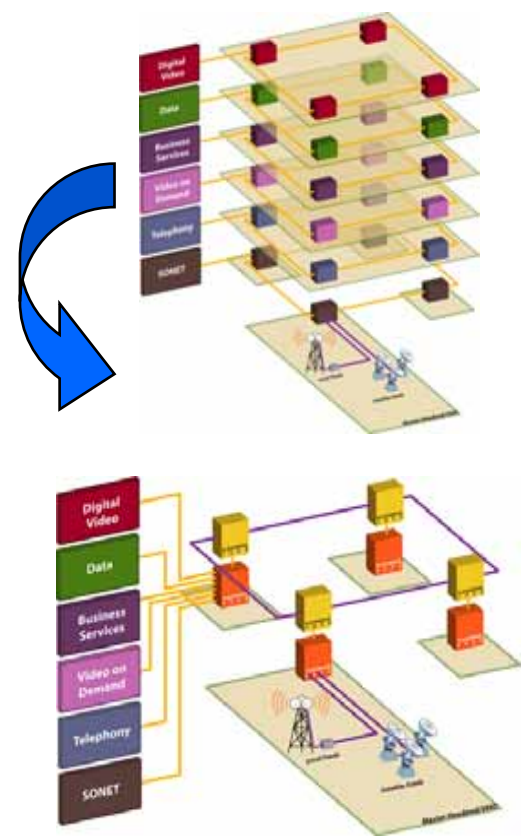 Digital
Video
Data
Business
Services
Video on
Demand
Telephony
SONET
Digital
Video
Data
Business
Services
Video on
Demand
Telephony
SONET